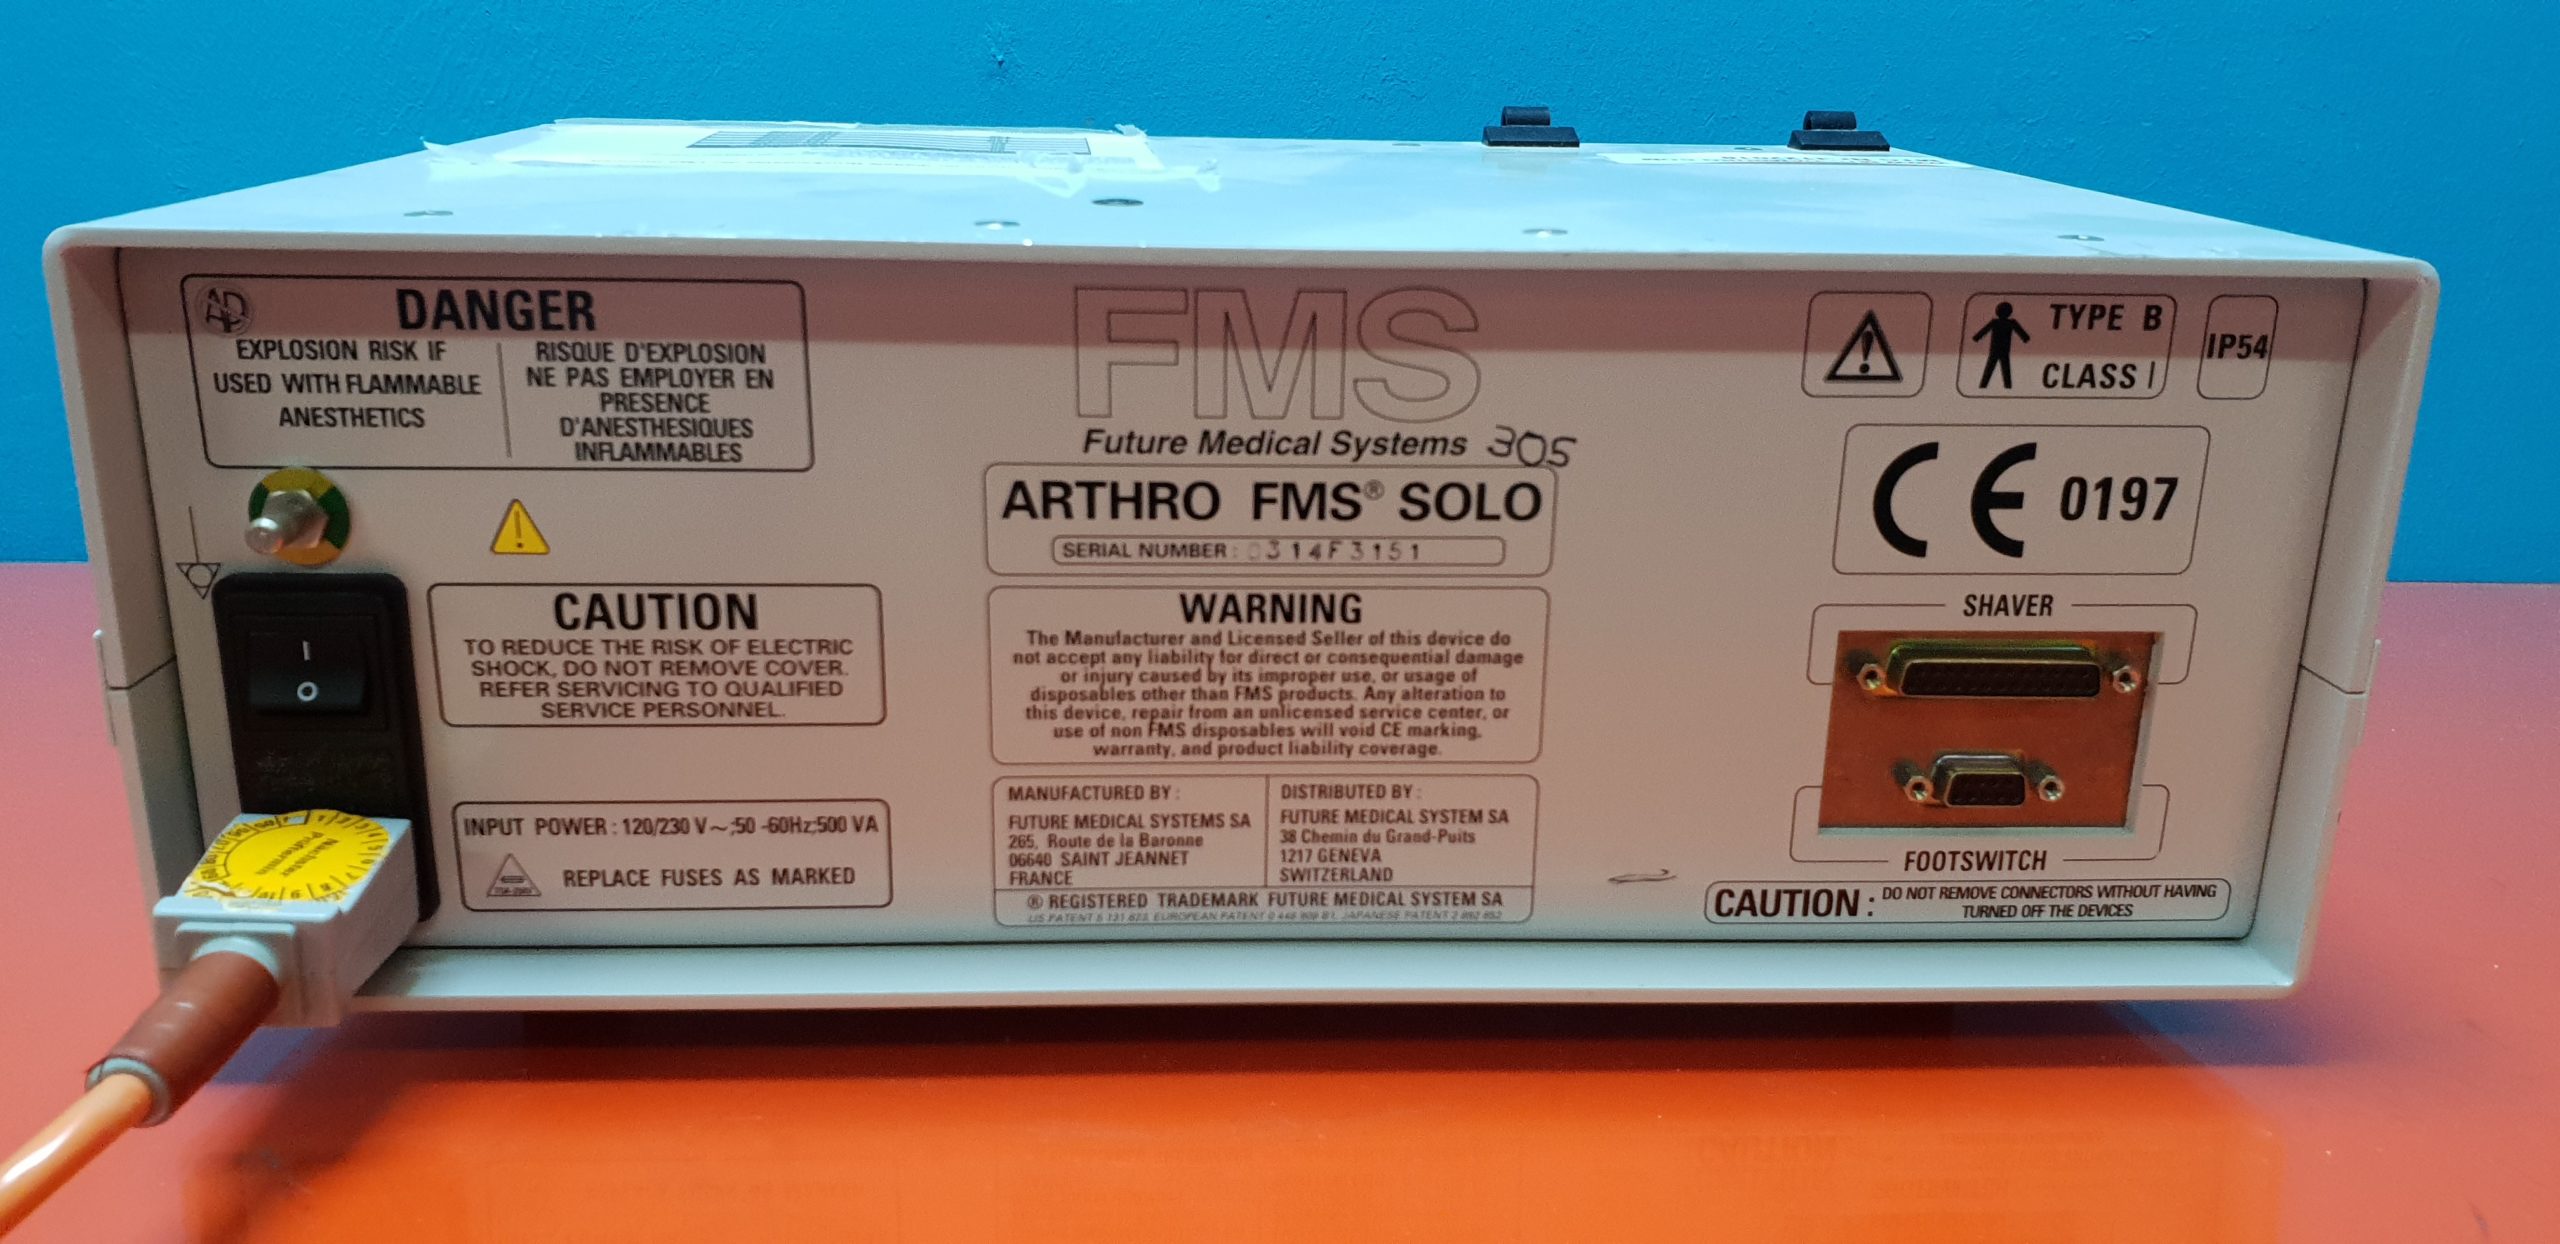 DANGER
EXPLOSION RISK IF
USED WITH FLAMMABLE
ANESTHETICS
RISQUE D'EXPLOSION
NE PAS EMPLOYER EN
PRESENCE
D'ANESTHESIQUES
INFLAMMABLES
FMS
Future Medical Systems 305
ARTHRO FMS® SOLO
SERIAL NUMBER: 0314F3151
TYPE B
CLASS I
IP54
CE 0197
CAUTION
TO REDUCE THE RISK OF ELECTRIC
SHOCK, DO NOT REMOVE COVER.
REFER SERVICING TO QUALIFIED
SERVICE PERSONNEL.
WARNING
The Manufacturer and Licensed Seller of this device do
not accept any liability for direct or consequential damage
or injury caused by its improper use, or usage of
disposables other than FMS products. Any alteration to
this device, repair from an unlicensed service center, or
use of non FMS disposables will void CE marking,
warranty, and product liability coverage.
SHAVER
FOOTSWITCH
INPUT POWER : 120/230 V~;50 -60Hz;500 VA
REPLACE FUSES AS MARKED
MANUFACTURED BY :
FUTURE MEDICAL SYSTEMS SA
265, Route de la Baronne
06640 SAINT JEANNET
FRANCE
DISTRIBUTED BY :
FUTURE MEDICAL SYSTEM SA
38 Chemin du Grand-Puits
1217 GENEVA
SWITZERLAND
® REGISTERED TRADEMARK FUTURE MEDICAL SYSTEM SA
CAUTION : DO NOT REMOVE CONNECTORS WITHOUT HAVING
TURNED OFF THE DEVICES
Nächster
Prüftermin